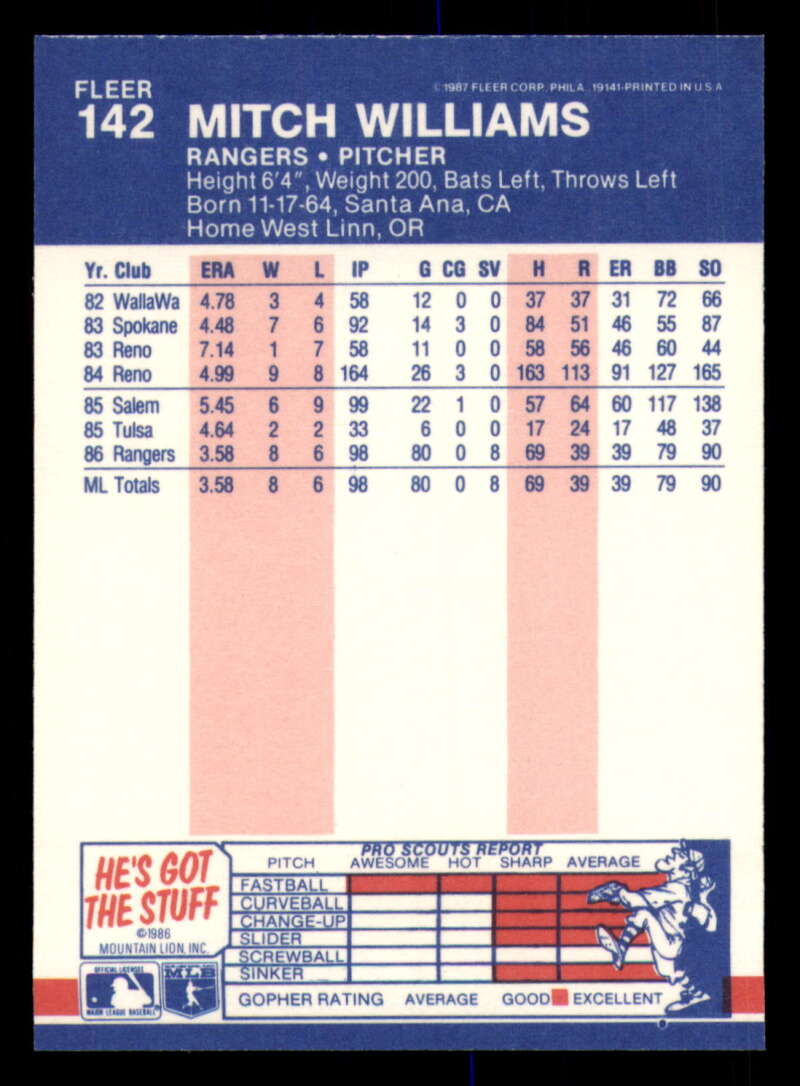 FLEER
©1987 FLEER CORP. PHILA., 19141-PRINTED IN U.S.A
142 MITCH WILLIAMS
RANGERS • PITCHER
Height 6'4", Weight 200, Bats Left, Throws Left
Born 11-17-64, Santa Ana, CA
Home West Linn, OR
Yr. Club ERA W L IP G CG SV H R ER BB SO
82 WallaWa 4.78 3 4 58 12 0 0 37 37 31 72 66
83 Spokane 4.48 7 6 92 14 3 0 84 51 46 55 87
83 Reno 7.14 1 7 58 11 0 0 58 56 46 60 44
84 Reno 4.99 9 8 164 26 3 0 163 113 91 127 165
85 Salem 5.45 6 9 99 22 1 0 57 64 60 117 138
85 Tulsa 4.64 2 2 33 6 0 0 17 24 17 48 37
86 Rangers 3.58 8 6 98 80 0 8 69 39 39 79 90
ML Totals 3.58 8 6 98 80 0 8 69 39 39 79 90
HE'S GOT
THE STUFF
©1986
MOUNTAIN LION, INC.
OFFICIAL LICENSEE
MAJOR LEAGUE BASEBALL
MLB
PRO SCOUTS REPORT
PITCH AWESOME HOT SHARP AVERAGE
FASTBALL
CURVEBALL
CHANGE-UP
SLIDER
SCREWBALL
SINKER
GOPHER RATING AVERAGE GOOD EXCELLENT